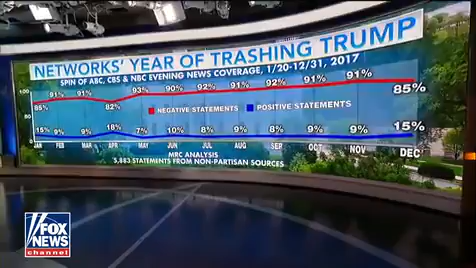 NETWORKS' YEAR OF TRASHING TRUMP
SPIN OF ABC, CBS & NBC EVENING NEWS COVERAGE, 1/20-12/31, 2017
100
91% 91% 93% 90% 92% 91% 92% 91% 91%
85% 82% 85%
NEGATIVE STATEMENTS POSITIVE STATEMENTS
15% 9% 9% 18% 7% 10% 8% 9% 8% 9% 9% 15%
0
JAN FEB MAR APR MAY JUN JUL AUG SEP OCT NOV DEC
MRC ANALYSIS
3,883 STATEMENTS FROM NON-PARTISAN SOURCES
FOX
NEWS
channel